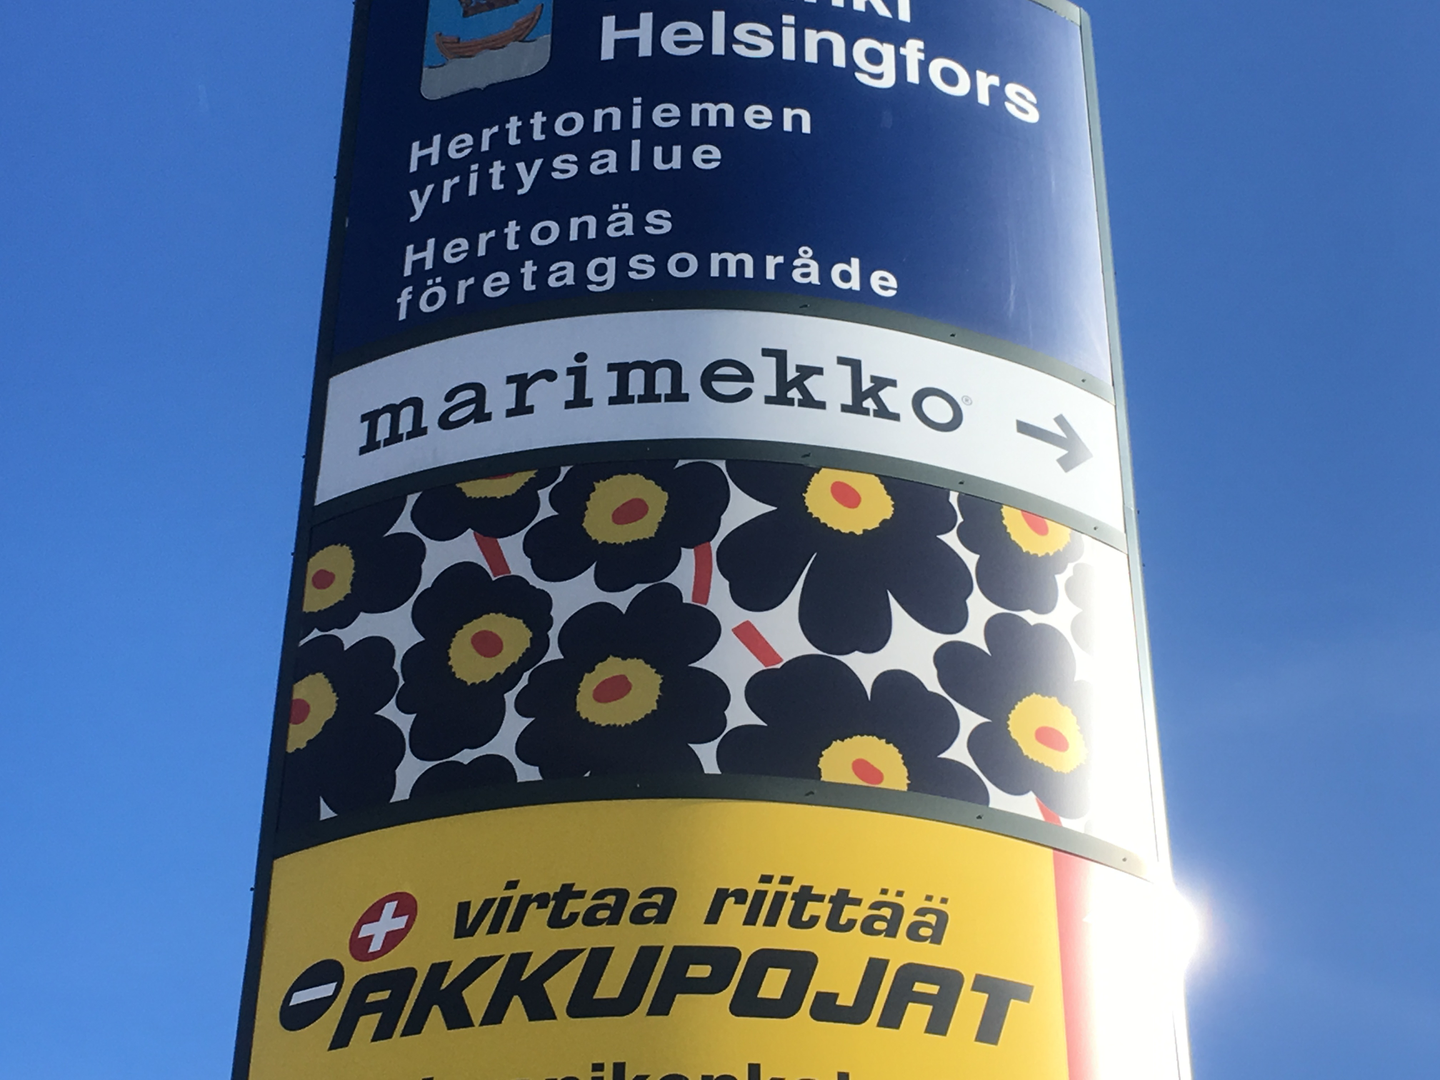 Helsingfors
Herttoniemen
yritysalue
Hertonäs
företagsområde
marimekko®
virtaa riittää
AKKUPOJAT